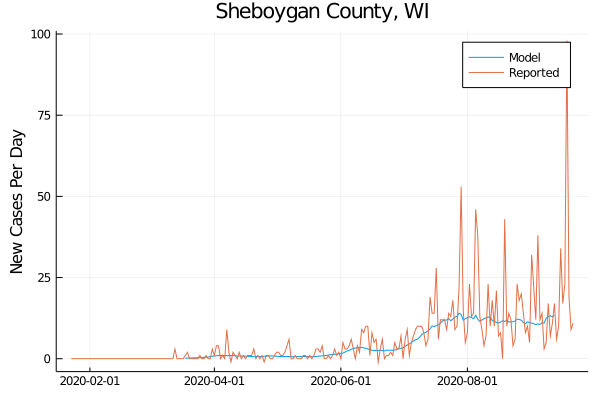 Sheboygan County, WI
New Cases Per Day
100
75
50
25
0
2020-02-01
2020-04-01
2020-06-01
2020-08-01
Model
Reported